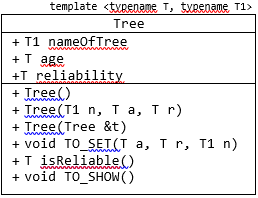 template <typename T, typename T1>
Tree
+ T1 nameOfTree
+ T age
+T reliability
+ Tree()
+ Tree(T1 n, T a, T r)
+ Tree(Tree &t)
+ void TO_SET(T a, T r, T1 n)
+ T isReliable()
+ void TO_SHOW()